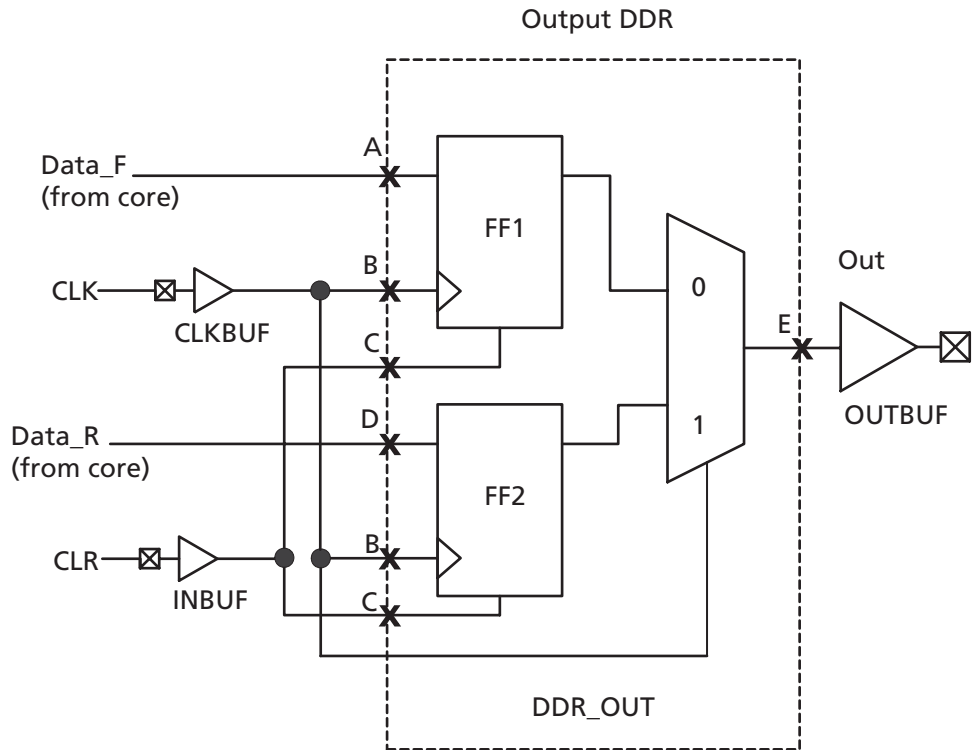 Output DDR
A
Data_F
(from core)
FF1
B
CLK
CLKBUF
0
Out
C
E
OUTBUF
D
Data_R
(from core)
1
FF2
B
CLR
INBUF
C
DDR_OUT